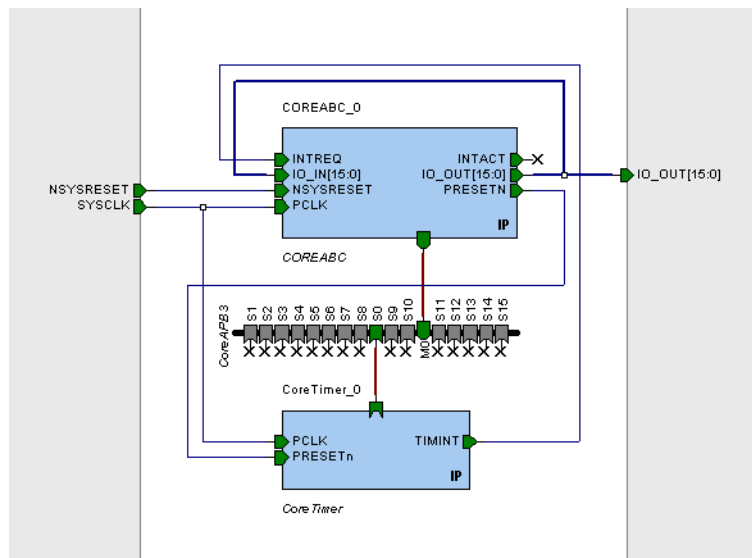 COREABC_0
INTREQ
INTACT
IO_IN[15:0]
IO_OUT[15:0]
IO_OUT[15:0]
NSYSRESET
NSYSRESET
PRESETN
SYSCLK
PCLK
IP
COREABC
CoreAPB3
S1
S2
S3
S4
S5
S6
S7
S8
S0
S9
S10
M0
S11
S12
S13
S14
S15
CoreTimer_0
PCLK
TIMINT
PRESETn
IP
CoreTimer